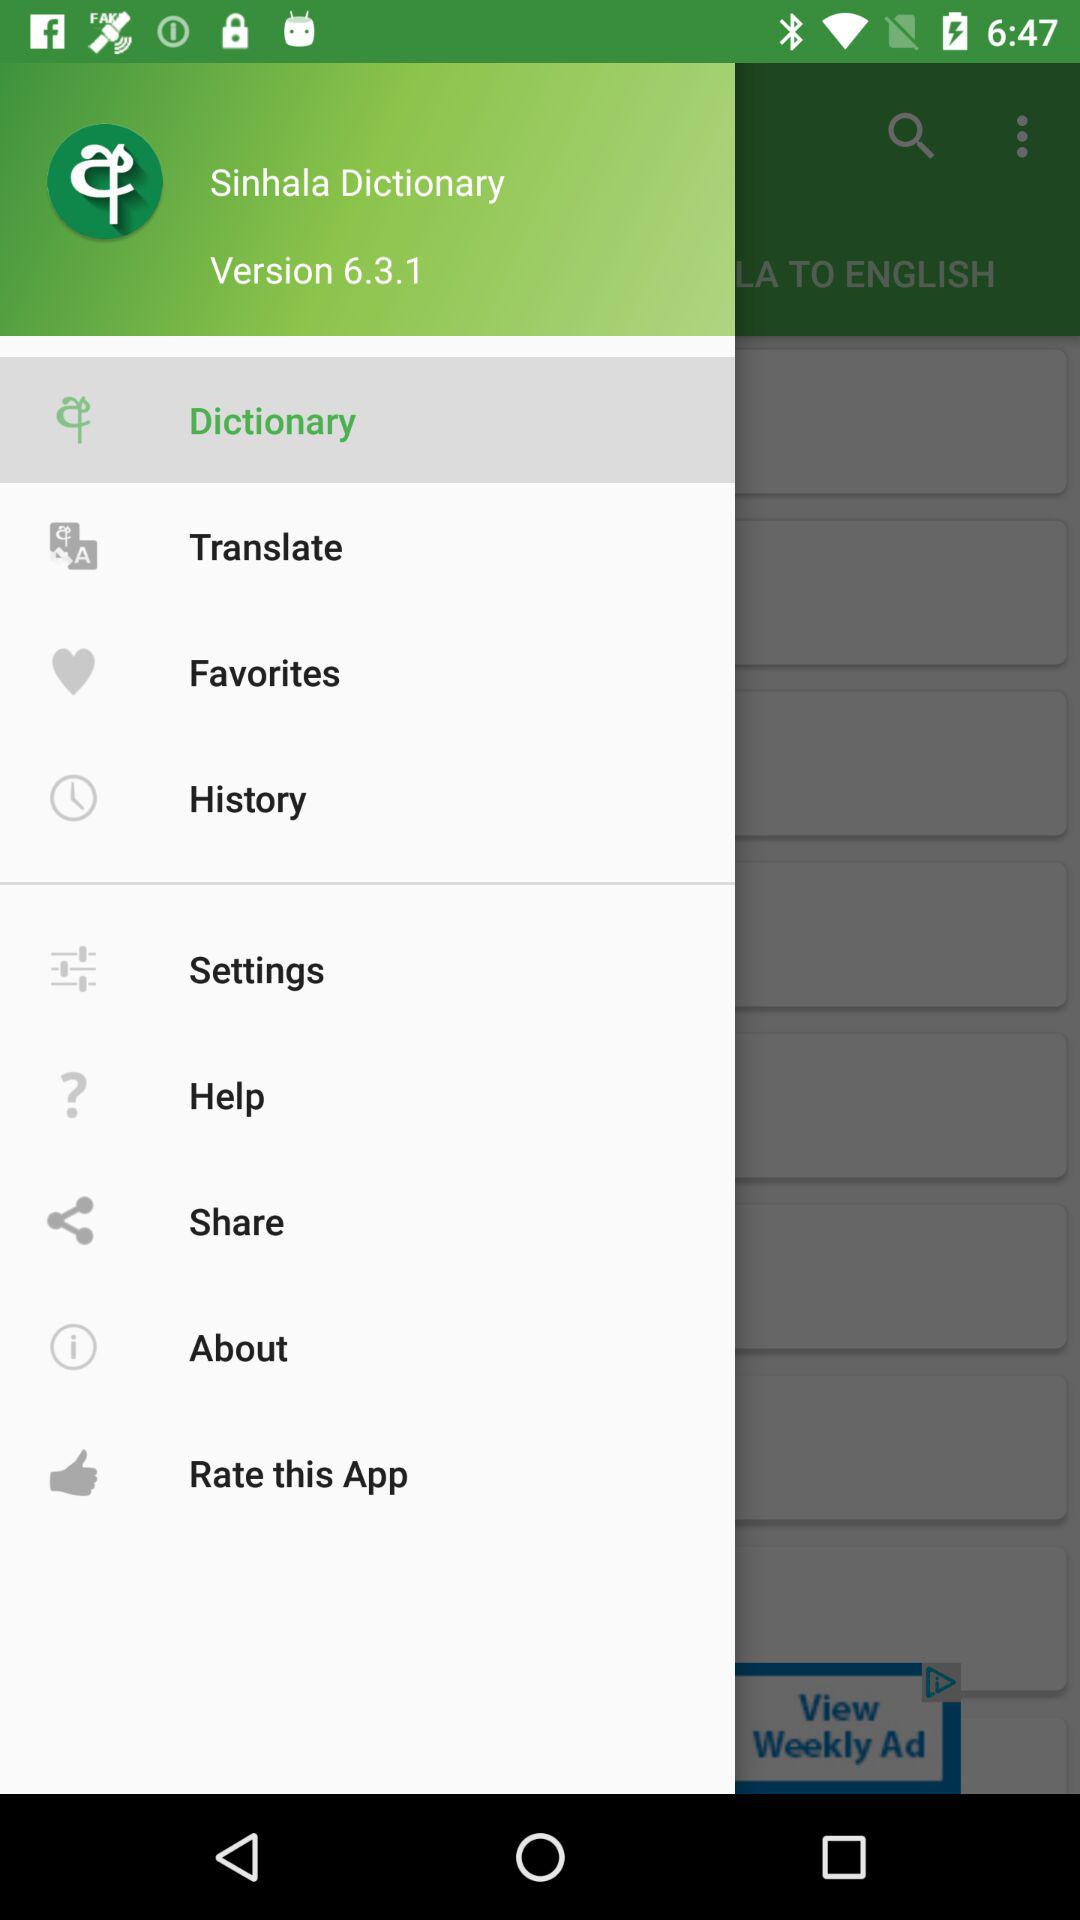 FAKE
6:47
අ
Sinhala Dictionary
Version 6.3.1
LA TO ENGLISH
Dictionary
Translate
Favorites
History
Settings
Help
Share
About
Rate this App
View
Weekly Ad